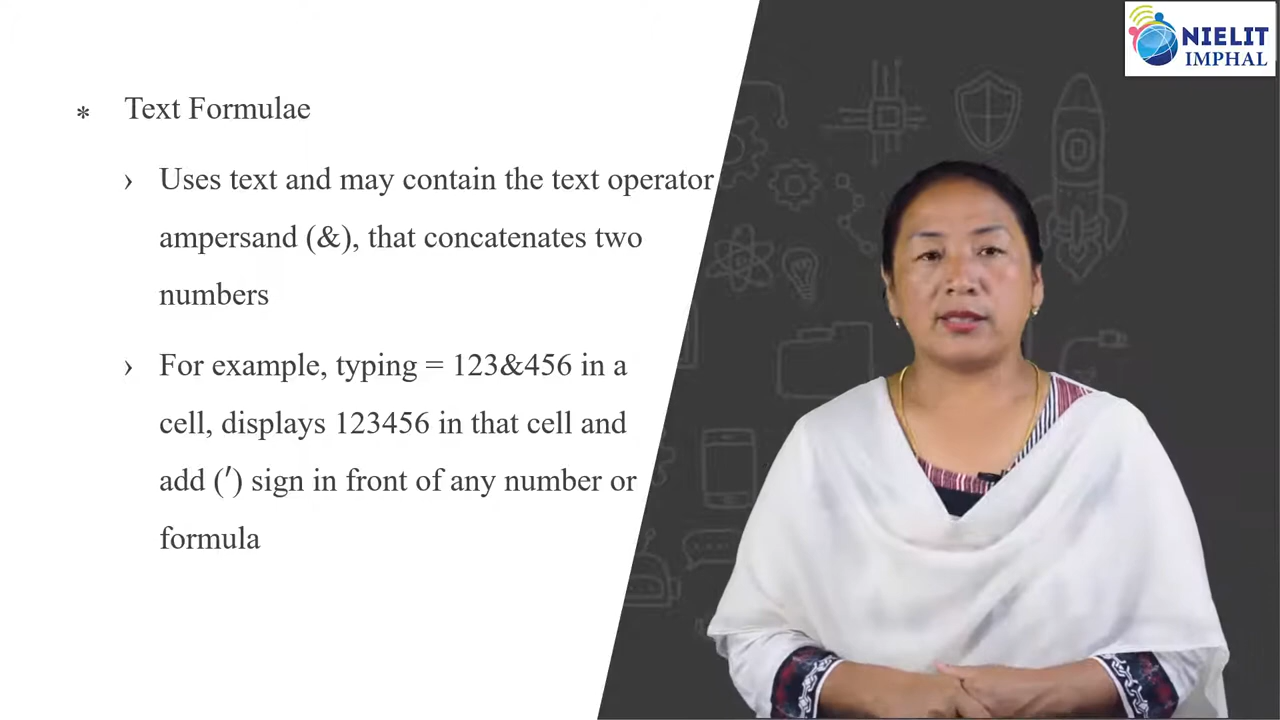 NIELIT
IMPHAL
* Text Formulae
› Uses text and may contain the text operator
ampersand (&), that concatenates two
numbers
› For example, typing = 123&456 in a
cell, displays 123456 in that cell and
add (′) sign in front of any number or
formula